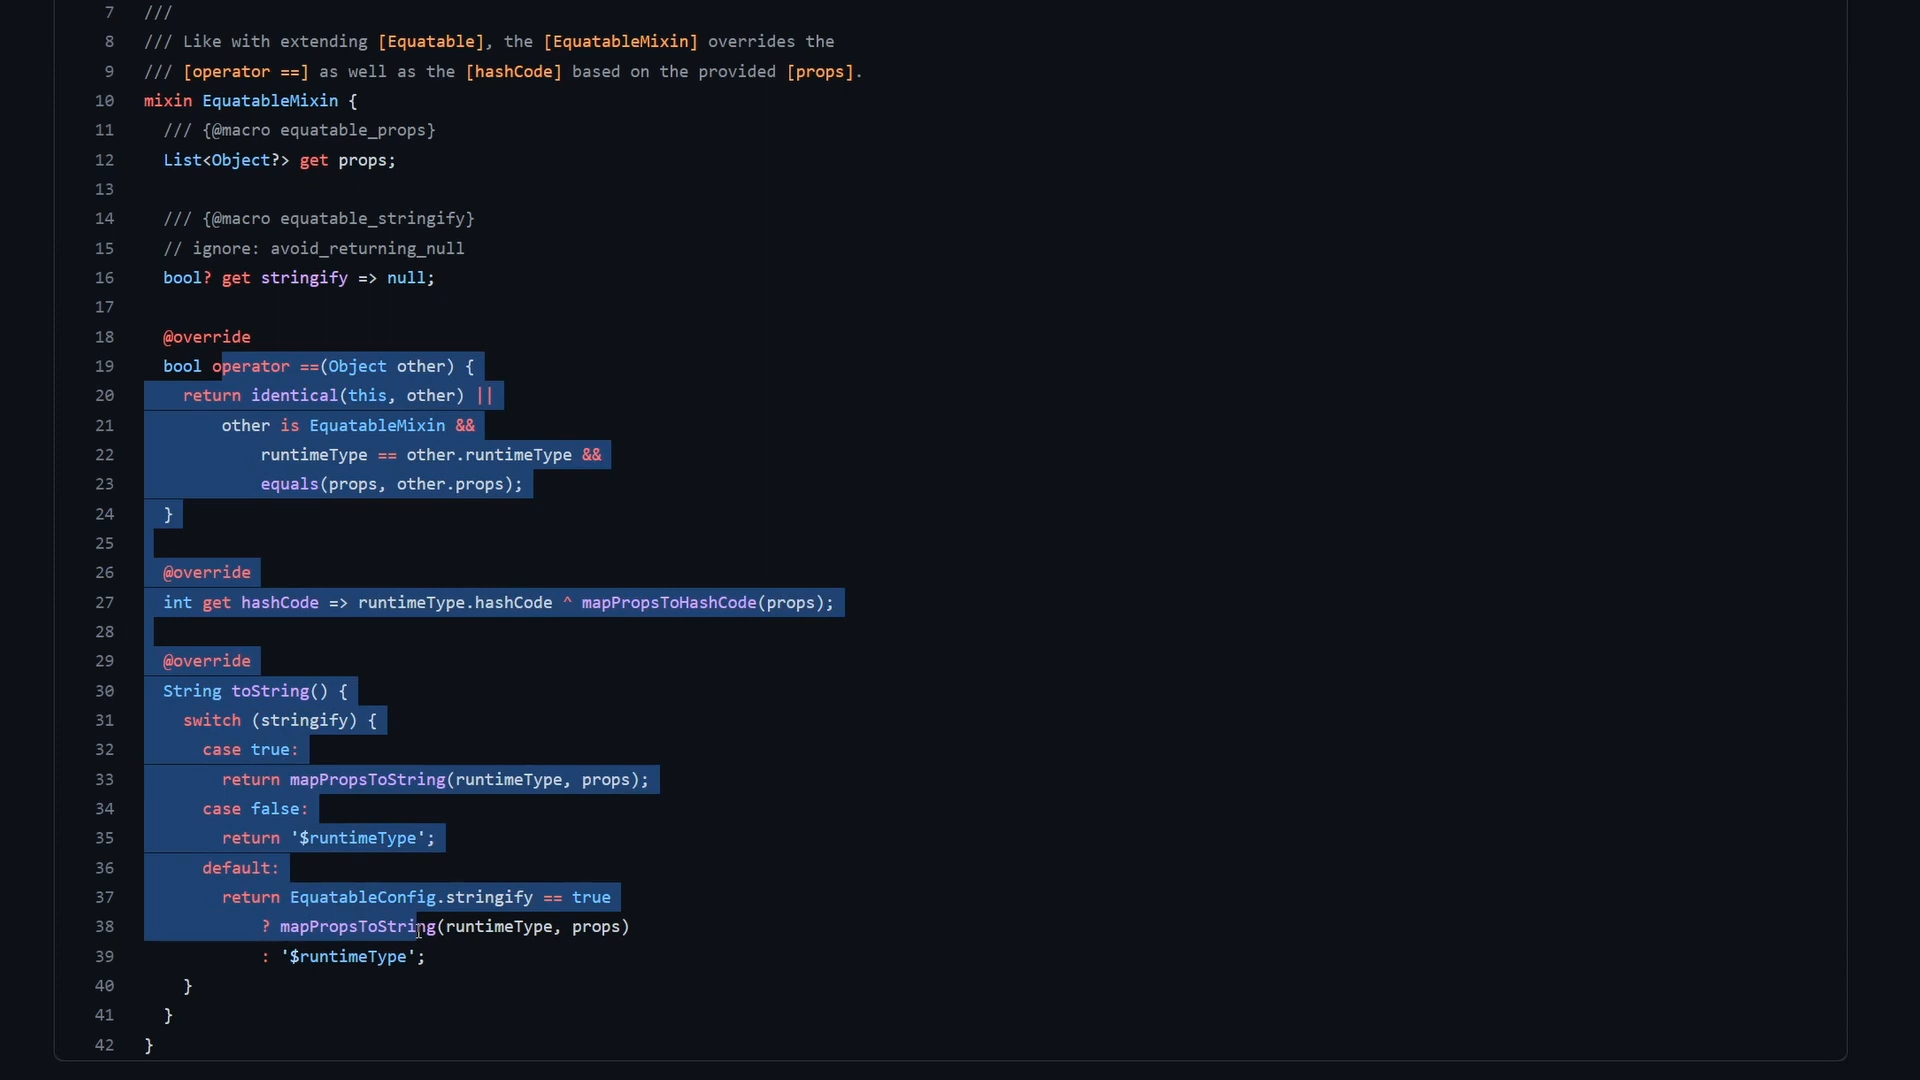 7 ///
8 /// Like with extending [Equatable], the [EquatableMixin] overrides the
9 /// [operator ==] as well as the [hashCode] based on the provided [props].
10 mixin EquatableMixin {
11 /// {@macro equatable_props}
12 List<Object?> get props;
13
14 /// {@macro equatable_stringify}
15 // ignore: avoid_returning_null
16 bool? get stringify => null;
17
18 @override
19 bool operator ==(Object other) {
20 return identical(this, other) ||
21 other is EquatableMixin &&
22 runtimeType == other.runtimeType &&
23 equals(props, other.props);
24 }
25
26 @override
27 int get hashCode => runtimeType.hashCode ^ mapPropsToHashCode(props);
28
29 @override
30 String toString() {
31 switch (stringify) {
32 case true:
33 return mapPropsToString(runtimeType, props);
34 case false:
35 return '$runtimeType';
36 default:
37 return EquatableConfig.stringify == true
38 ? mapPropsToString(runtimeType, props)
39 : '$runtimeType';
40 }
41 }
42 }